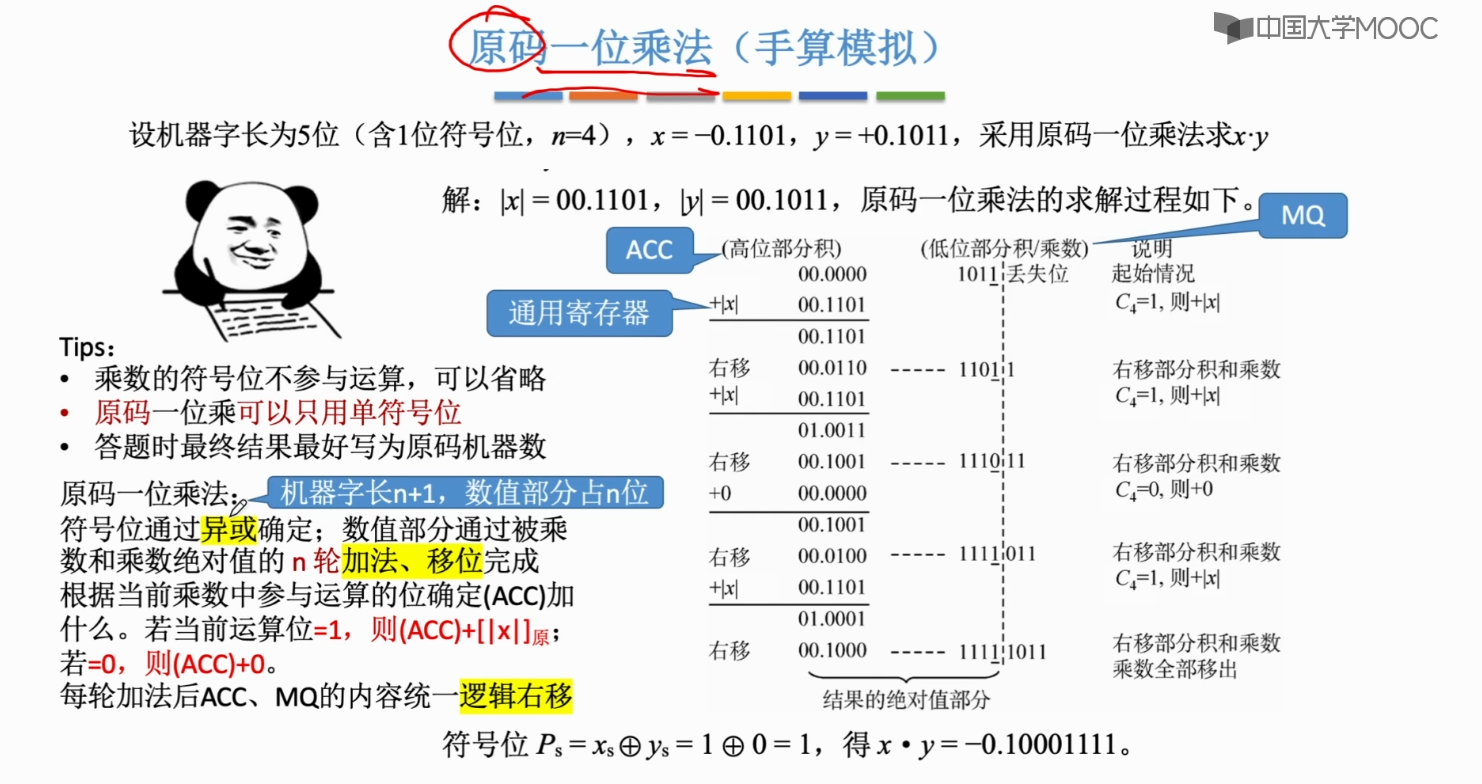 中国大学MOOC
原码一位乘法（手算模拟）
设机器字长为5位（含1位符号位，n=4），x = −0.1101，y = +0.1011，采用原码一位乘法求x·y
解：|x| = 00.1101，|y| = 00.1011，原码一位乘法的求解过程如下。
MQ
ACC
(高位部分积) (低位部分积/乘数) 说明
00.0000 1011 丢失位 起始情况
通用寄存器
+|x| 00.1101 C₄=1, 则+|x|
00.1101
右移 00.0110 ----- 1101 1 右移部分积和乘数
+|x| 00.1101 C₄=1, 则+|x|
01.0011
右移 00.1001 ----- 1110 11 右移部分积和乘数
+0 00.0000 C₄=0, 则+0
00.1001
右移 00.0100 ----- 1111 011 右移部分积和乘数
+|x| 00.1101 C₄=1, 则+|x|
01.0001
右移 00.1000 ----- 1111 1011 右移部分积和乘数
乘数全部移出
结果的绝对值部分
Tips：
• 乘数的符号位不参与运算，可以省略
• 原码一位乘可以只用单符号位
• 答题时最终结果最好写为原码机器数
原码一位乘法：
机器字长n+1，数值部分占n位
符号位通过异或确定；数值部分通过被乘
数和乘数绝对值的 n 轮加法、移位完成
根据当前乘数中参与运算的位确定(ACC)加
什么。若当前运算位=1，则(ACC)+[|x|]原；
若=0，则(ACC)+0。
每轮加法后ACC、MQ的内容统一逻辑右移
符号位 Pₛ = xₛ⊕yₛ = 1 ⊕ 0 = 1，得 x • y = −0.10001111。